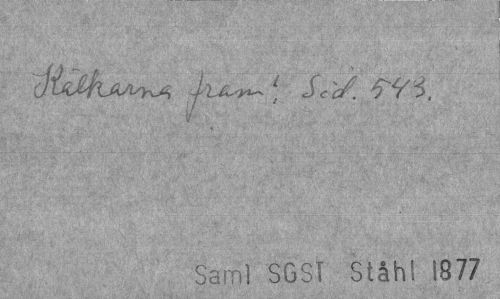 Kälkarna fram! Sid. 543.
Saml SGST Ståhl 1877